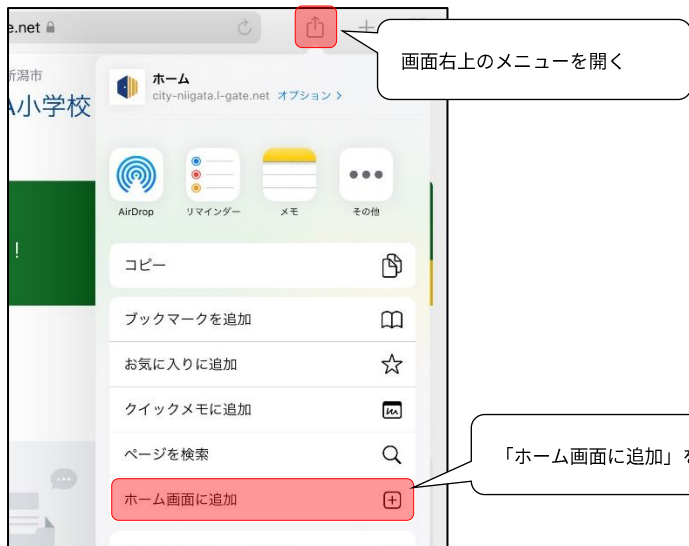 e.net
画面右上のメニューを開く
新潟市
A小学校
ホーム
city-niigata.l-gate.net オプション >
AirDrop リマインダー メモ その他
!
コピー
ブックマークを追加
お気に入りに追加
クイックメモに追加
ページを検索
「ホーム画面に追加」を
ホーム画面に追加